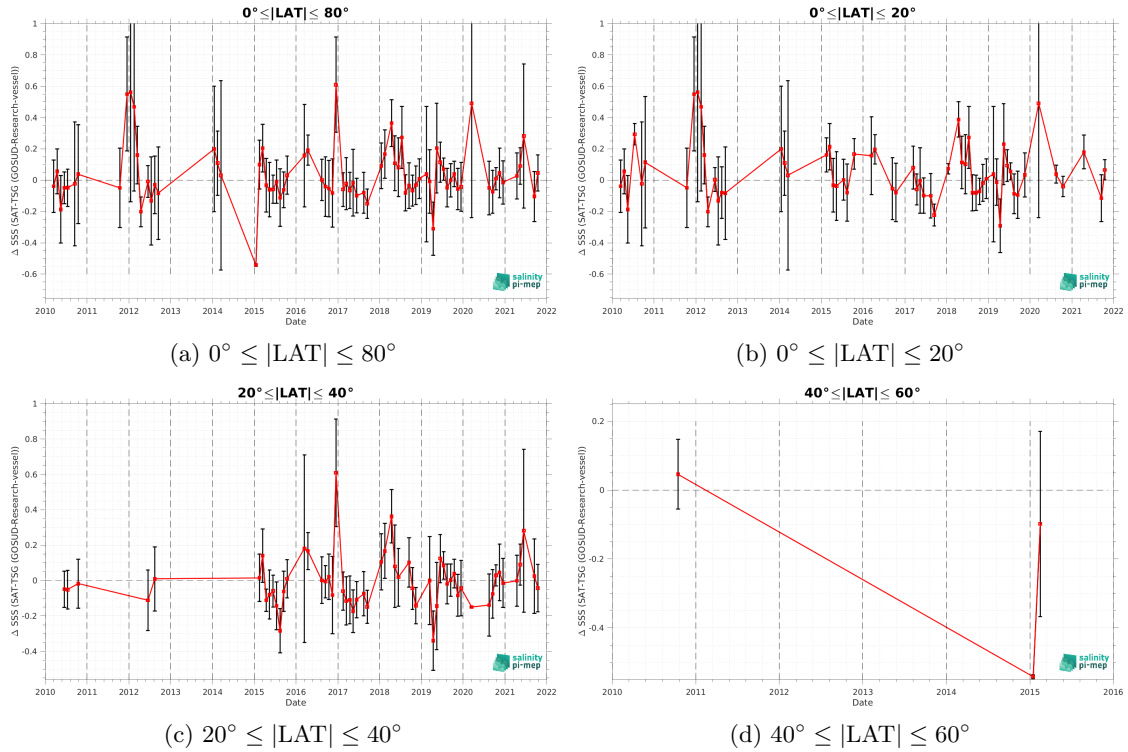 0°≤|LAT|≤ 80°
1
0.8
0.6
0.4
0.2
0
-0.2
-0.4
-0.6
Δ SSS (SAT-TSG (GOSUD-Research-vessel))
2010 2011 2012 2013 2014 2015 2016 2017 2018 2019 2020 2021 2022
Date
salinity
pi-mep
(a) 0° ≤ |LAT| ≤ 80°
0°≤|LAT|≤ 20°
1
0.8
0.6
0.4
0.2
0
-0.2
-0.4
-0.6
Δ SSS (SAT-TSG (GOSUD-Research-vessel))
2010 2011 2012 2013 2014 2015 2016 2017 2018 2019 2020 2021 2022
Date
salinity
pi-mep
(b) 0° ≤ |LAT| ≤ 20°
20°≤|LAT|≤ 40°
1
0.8
0.6
0.4
0.2
0
-0.2
-0.4
Δ SSS (SAT-TSG (GOSUD-Research-vessel))
2010 2011 2012 2013 2014 2015 2016 2017 2018 2019 2020 2021 2022
Date
salinity
pi-mep
(c) 20° ≤ |LAT| ≤ 40°
40°≤|LAT|≤ 60°
0.2
0
-0.2
-0.4
Δ SSS (SAT-TSG (GOSUD-Research-vessel))
2010 2011 2012 2013 2014 2015 2016
Date
salinity
pi-mep
(d) 40° ≤ |LAT| ≤ 60°